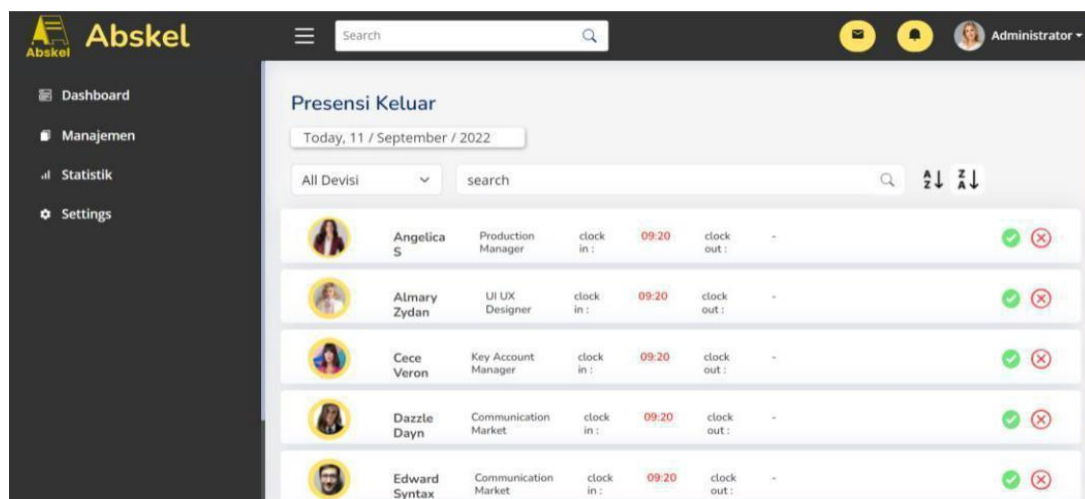 Abskel
Abskel
Search
Administrator
Dashboard
Manajemen
Statistik
Settings
Presensi Keluar
Today, 11 / September / 2022
All Devisi
search
A
Z
Z
A
Angelica
S
Production
Manager
clock
in :
09:20
clock
out :
-
Almary
Zydan
UI UX
Designer
clock
in :
09:20
clock
out :
-
Cece
Veron
Key Account
Manager
clock
in :
09:20
clock
out :
-
Dazzle
Dayn
Communication
Market
clock
in :
09:20
clock
out :
-
Edward
Syntax
Communication
Market
clock
in :
09:20
clock
out :
-